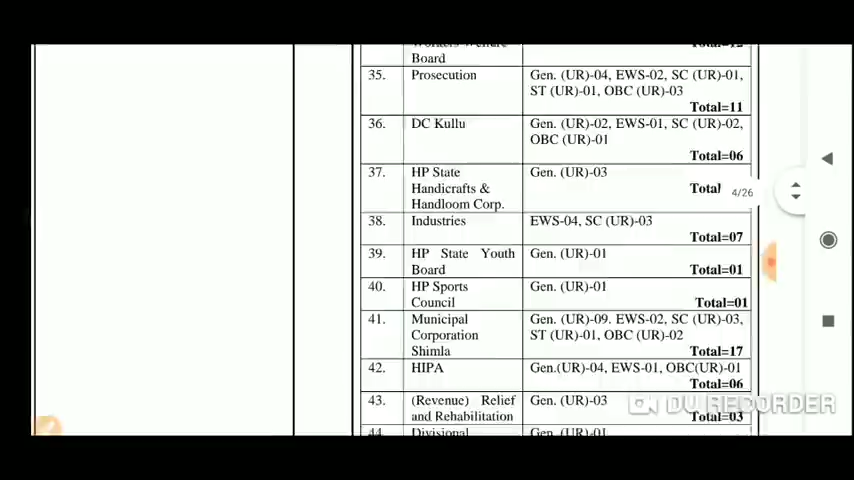 Board
35. Prosecution Gen. (UR)-04, EWS-02, SC (UR)-01,
ST (UR)-01, OBC (UR)-03
Total=11
36. DC Kullu Gen. (UR)-02, EWS-01, SC (UR)-02,
OBC (UR)-01
Total=06
37. HP State Gen. (UR)-03
Handicrafts & Total
Handloom Corp.
4/26
38. Industries EWS-04, SC (UR)-03
Total=07
39. HP State Youth Gen. (UR)-01
Board Total=01
40. HP Sports Gen. (UR)-01
Council Total=01
41. Municipal Gen. (UR)-09. EWS-02, SC (UR)-03,
Corporation ST (UR)-01, OBC (UR)-02
Shimla Total=17
42. HIPA Gen.(UR)-04, EWS-01, OBC(UR)-01
Total=06
43. (Revenue) Relief Gen. (UR)-03
and Rehabilitation Total=03
DU RECORDER
44. Divisional Gen. (UR)-01